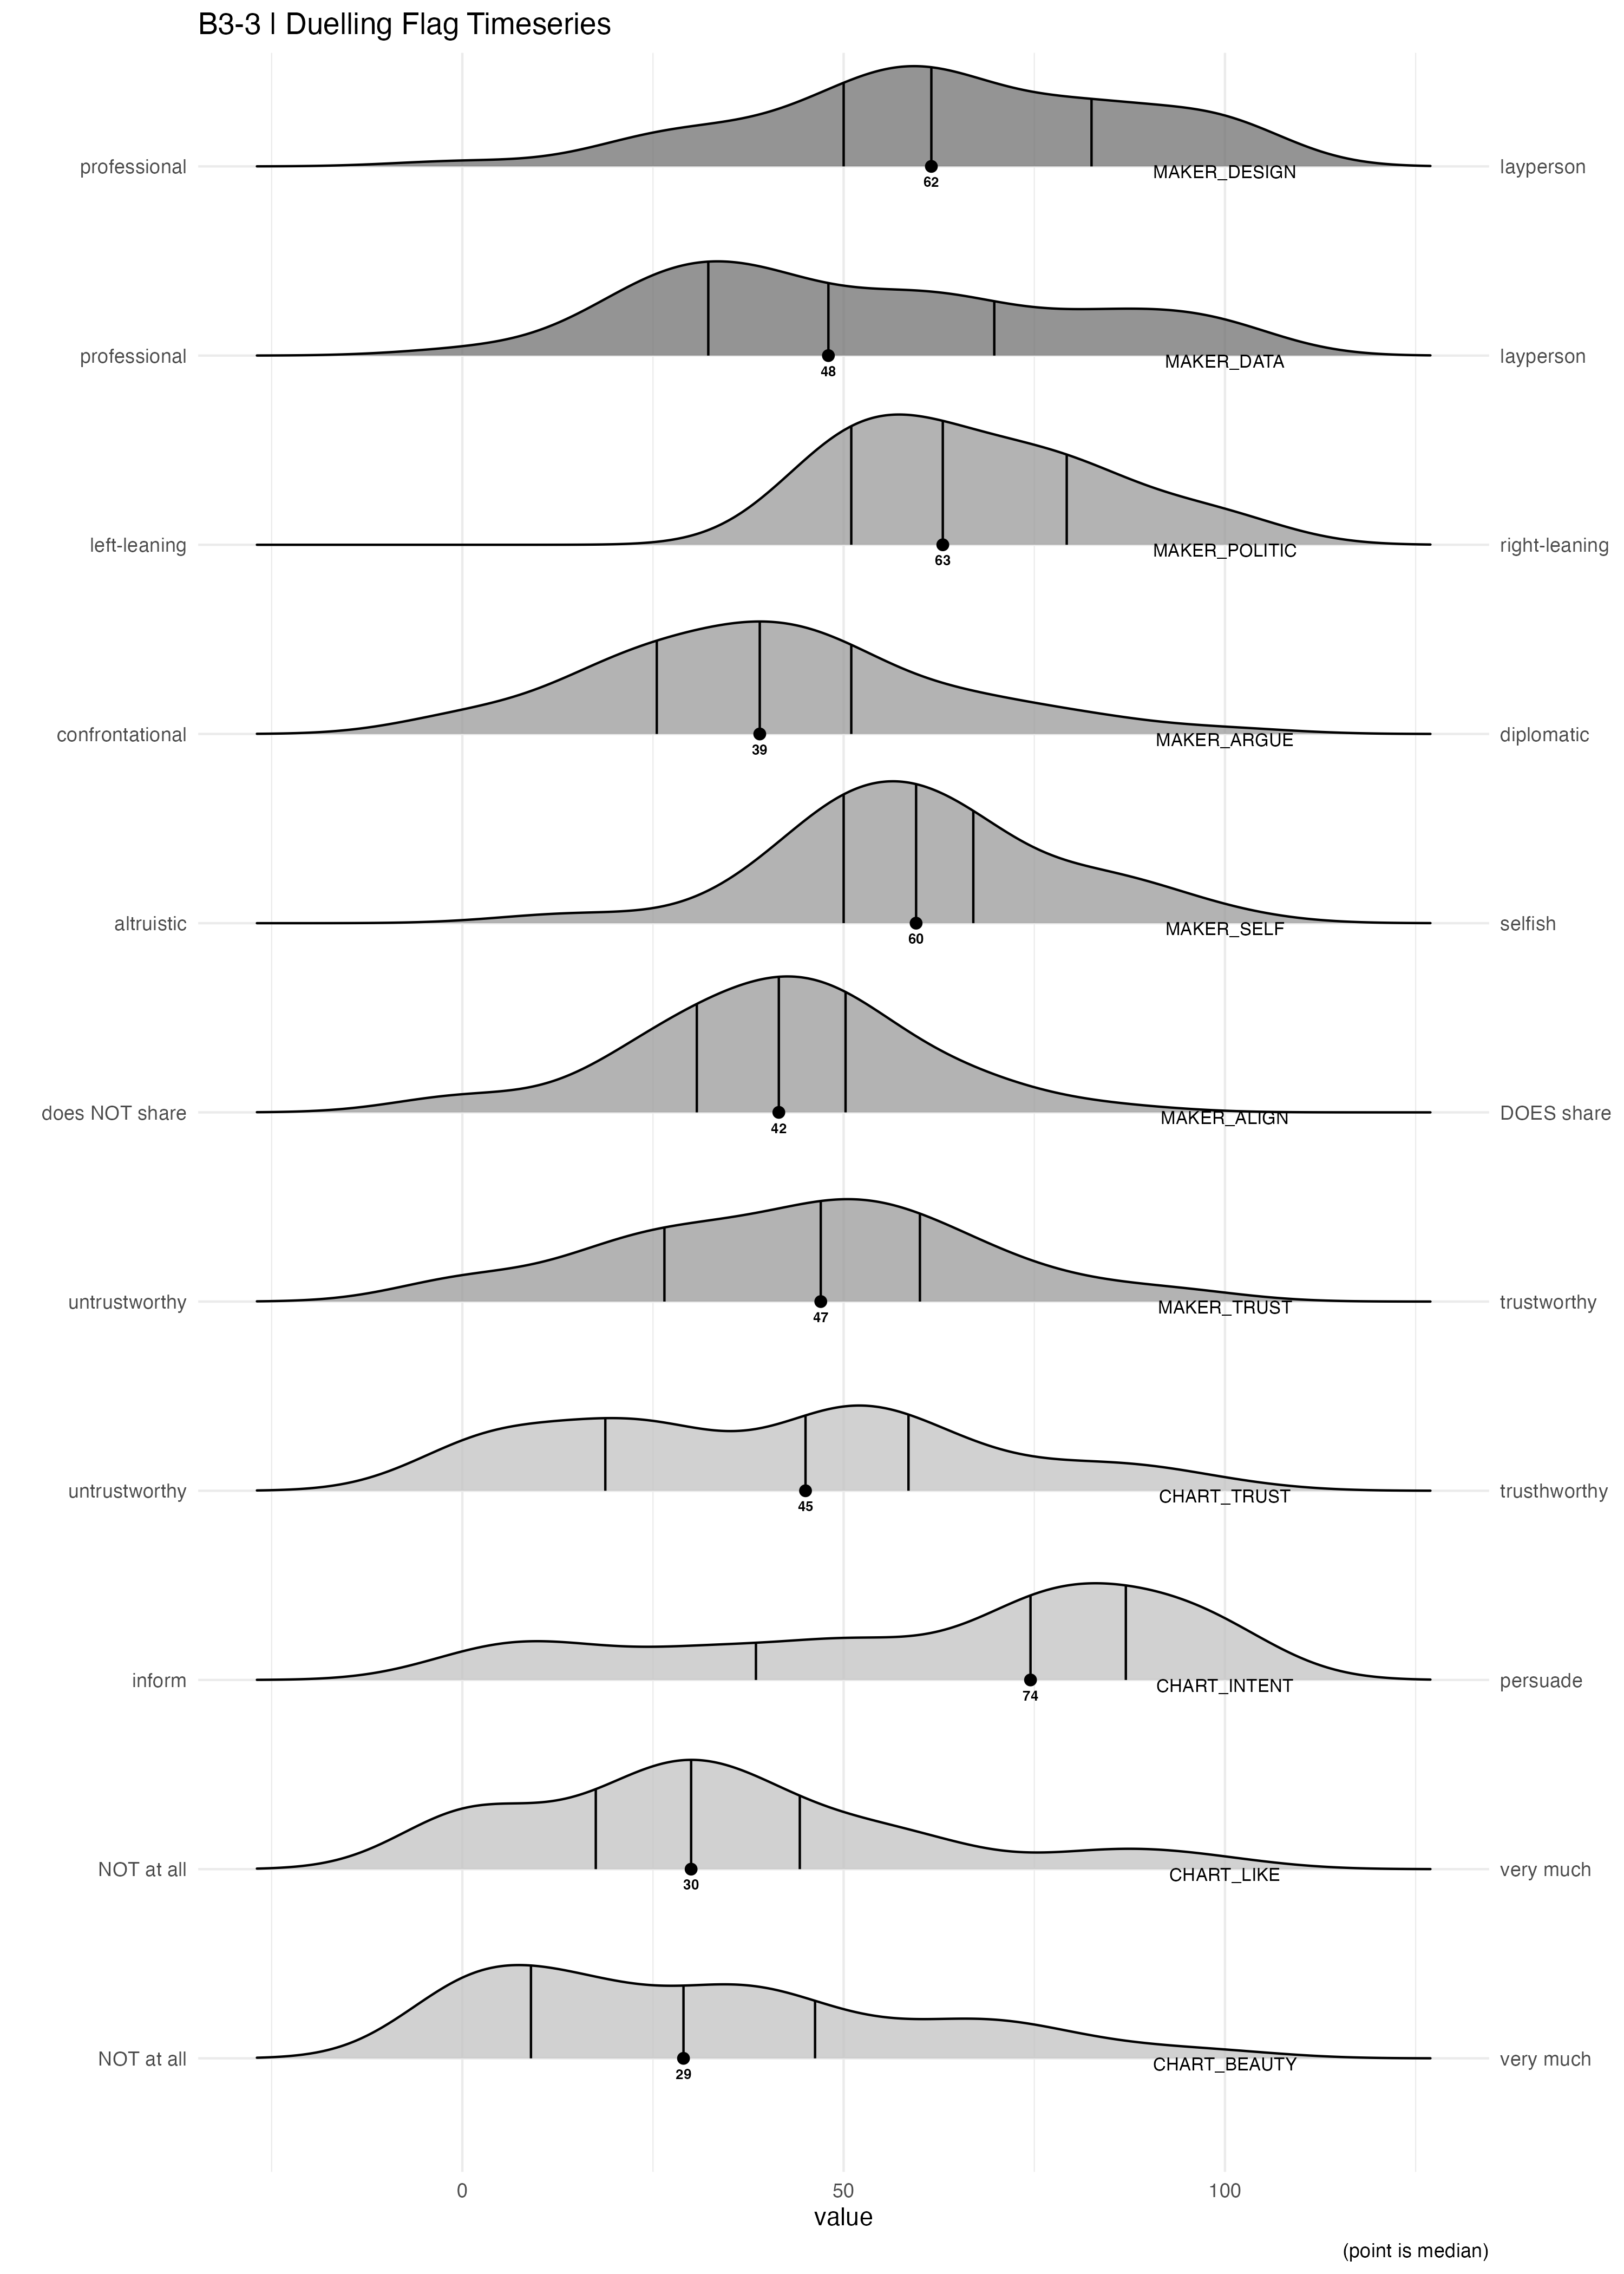 B3-3 | Duelling Flag Timeseries
professional MAKER_DESIGN layperson
62
professional MAKER_DATA layperson
48
left-leaning MAKER_POLITIC right-leaning
63
confrontational MAKER_ARGUE diplomatic
39
altruistic MAKER_SELF selfish
60
does NOT share MAKER_ALIGN DOES share
42
untrustworthy MAKER_TRUST trustworthy
47
untrustworthy CHART_TRUST trusthworthy
45
inform CHART_INTENT persuade
74
NOT at all CHART_LIKE very much
30
NOT at all CHART_BEAUTY very much
29
0 50 100
value
(point is median)